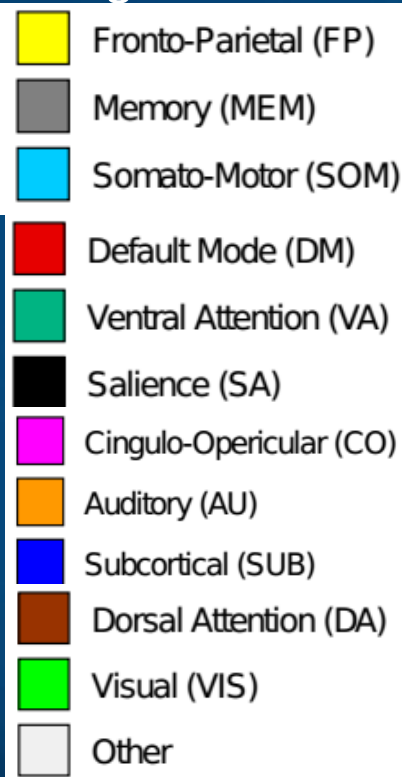 Fronto-Parietal (FP)
Memory (MEM)
Somato-Motor (SOM)
Default Mode (DM)
Ventral Attention (VA)
Salience (SA)
Cingulo-Opericular (CO)
Auditory (AU)
Subcortical (SUB)
Dorsal Attention (DA)
Visual (VIS)
Other